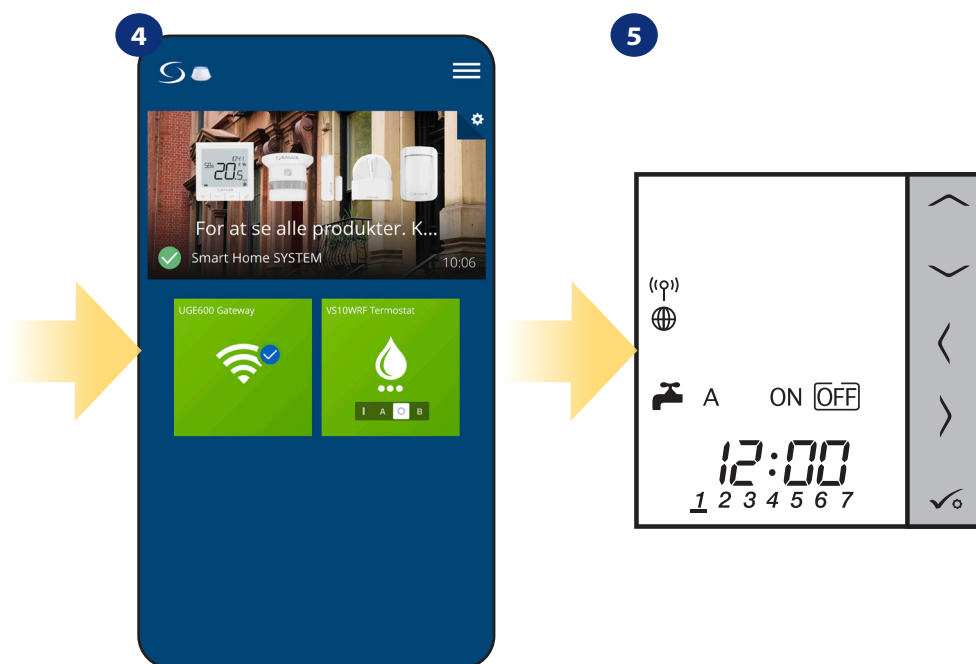 4
5
For at se alle produkter. K...
Smart Home SYSTEM
10:06
UGE600 Gateway
VS10WRF Termostat
I A O B
A ON OFF
12:00
1 2 3 4 5 6 7